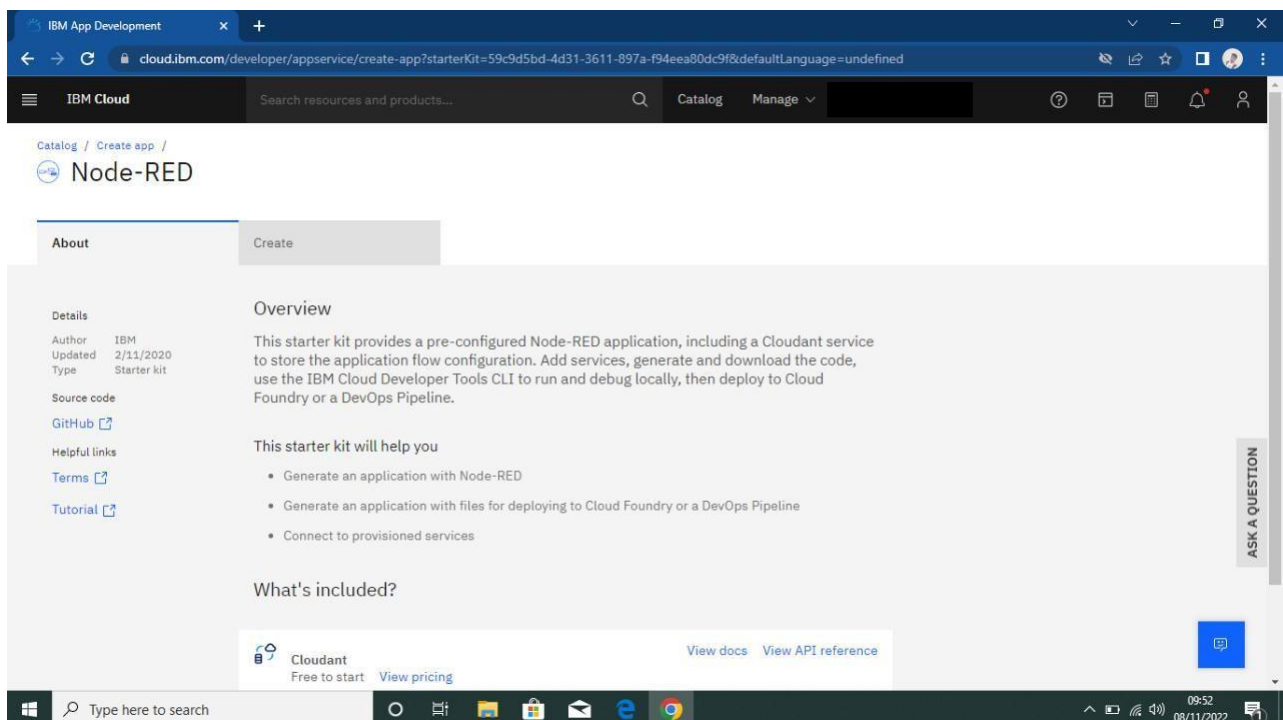 IBM App Development
cloud.ibm.com/developer/appservice/create-app?starterKit=59c9d5bd-4d31-3611-897a-f94eea80dc9f&defaultLanguage=undefined
IBM Cloud
Search resources and products...
Catalog
Manage
Catalog / Create app /
Node-RED
About
Create
Details
Author IBM
Updated 2/11/2020
Type Starter kit
Source code
GitHub
Helpful links
Terms
Tutorial
Overview
This starter kit provides a pre-configured Node-RED application, including a Cloudant service
to store the application flow configuration. Add services, generate and download the code,
use the IBM Cloud Developer Tools CLI to run and debug locally, then deploy to Cloud
Foundry or a DevOps Pipeline.
This starter kit will help you
• Generate an application with Node-RED
• Generate an application with files for deploying to Cloud Foundry or a DevOps Pipeline
• Connect to provisioned services
What's included?
Cloudant
Free to start View pricing
View docs View API reference
ASK A QUESTION
Type here to search
09:52
08/11/2022